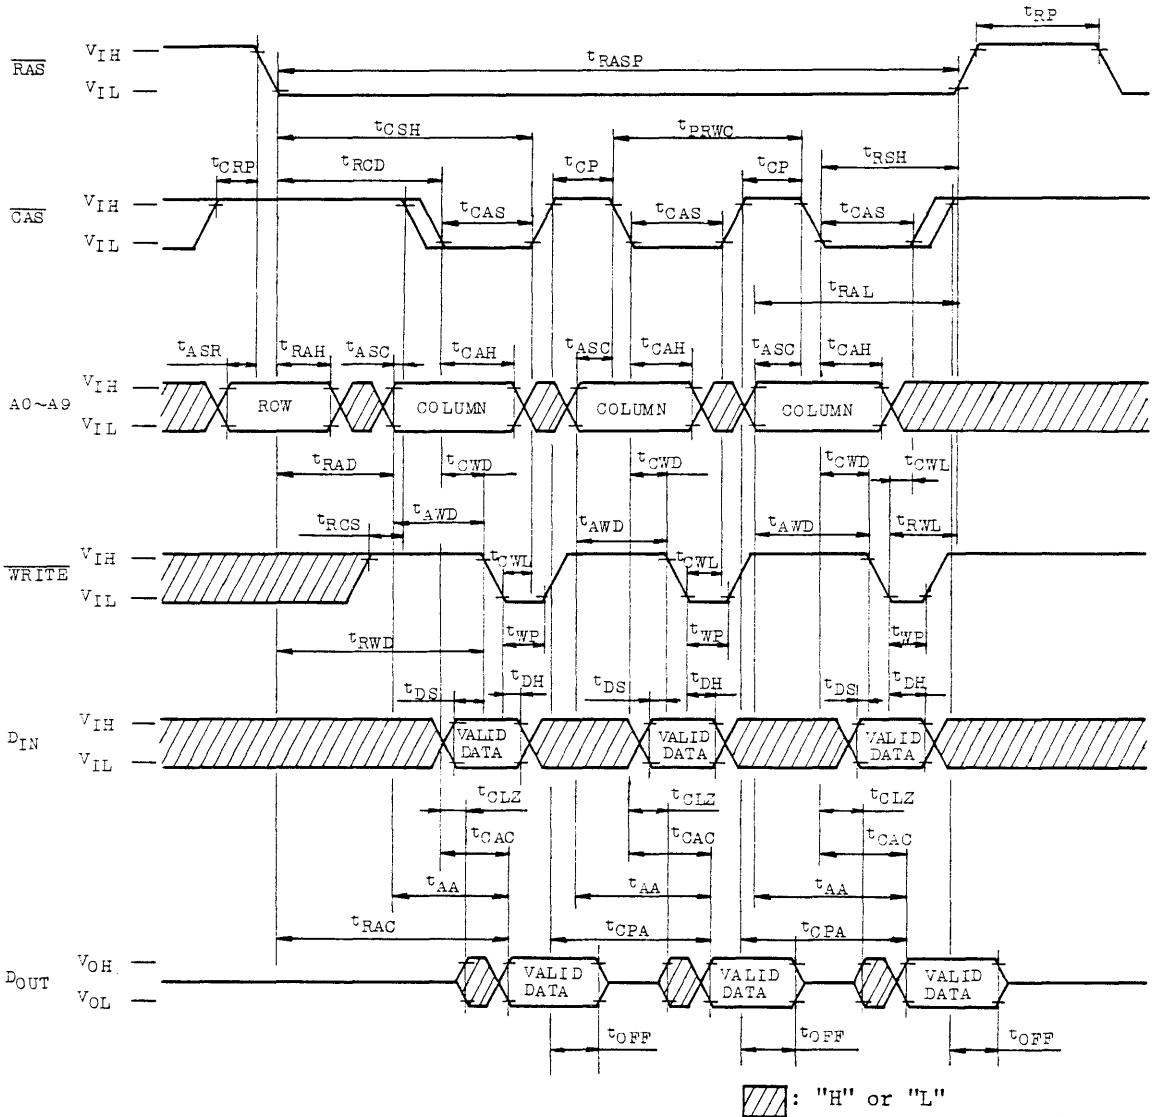 tRP
RAS VIH
tRASP
VIL
tCSH tPRWC
tCRP tRCD tCP tCP tRSH
CAS VIH
tCAS tCAS tCAS
VIL
tRAL
tASR tRAH tASC tCAH tASC tCAH tASC tCAH
A0~A9 VIH
ROW COLUMN COLUMN COLUMN
VIL
tRAD tCWD tCWD tCWD tCWL
tRCS tAWD tAWD tAWD tRWL
WRITE VIH
tCWL tCWL
VIL
tRWD tWP tWP tWP
tDS tDH tDS tDH tDS tDH
DIN VIH
VALID DATA VALID DATA VALID DATA
VIL
tCLZ tCLZ tCLZ
tCAC tCAC tCAC
tAA tAA tAA
tRAC tCPA tCPA
DOUT VOH
VALID DATA VALID DATA VALID DATA
VOL
tOFF tOFF tOFF
: "H" or "L"